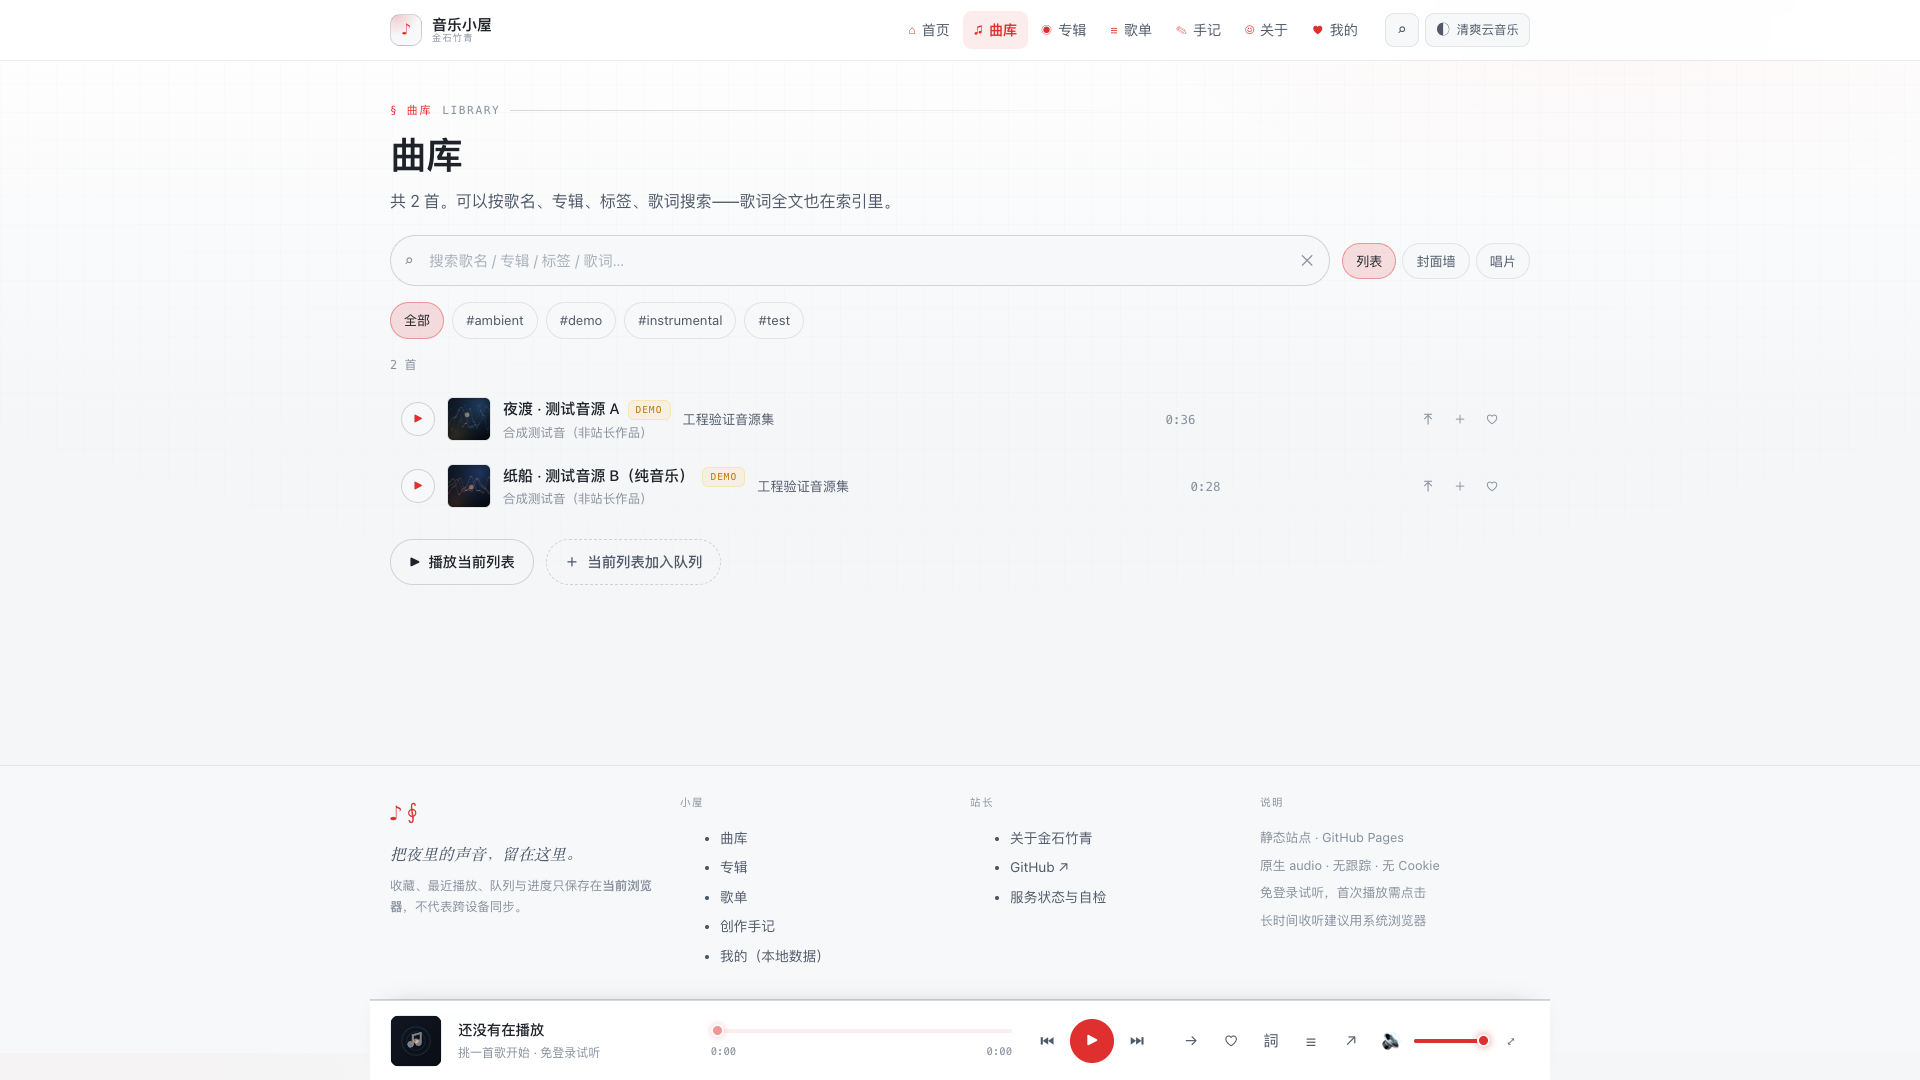 音乐小屋
金石竹青
首页
曲库
专辑
歌单
手记
关于
我的
清爽云音乐
§ 曲库 LIBRARY
曲库
共 2 首。可以按歌名、专辑、标签、歌词搜索——歌词全文也在索引里。
搜索歌名 / 专辑 / 标签 / 歌词…
列表
封面墙
唱片
全部
#ambient
#demo
#instrumental
#test
2 首
夜渡 · 测试音源 A DEMO
合成测试音（非站长作品）
工程验证音源集
0:36
纸船 · 测试音源 B（纯音乐） DEMO
合成测试音（非站长作品）
工程验证音源集
0:28
播放当前列表
+ 当前列表加入队列
把夜里的声音，留在这里。
收藏、最近播放、队列与进度只保存在当前浏览
器，不代表跨设备同步。
小屋
曲库
专辑
歌单
创作手记
我的（本地数据）
站长
关于金石竹青
GitHub ↗
服务状态与自检
说明
静态站点 · GitHub Pages
原生 audio · 无跟踪 · 无 Cookie
免登录试听，首次播放需点击
长时间收听建议用系统浏览器
还没有在播放
挑一首歌开始 · 免登录试听
0:00
0:00
詞